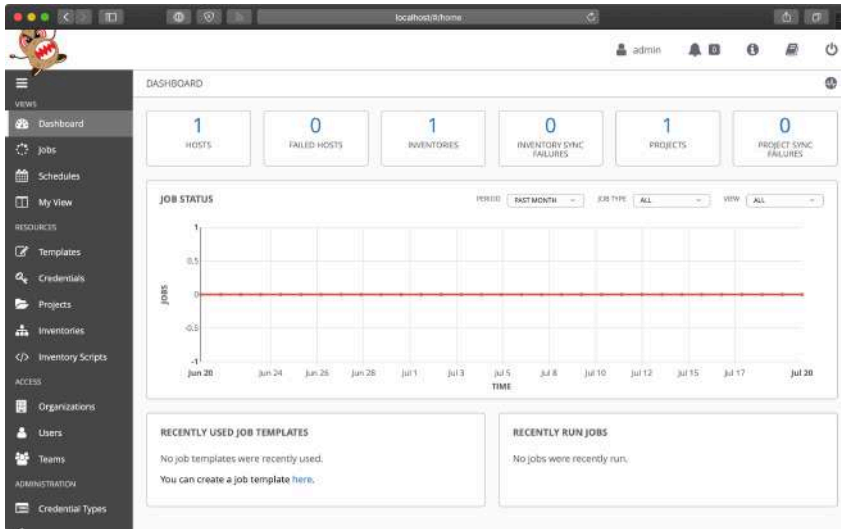 localhost/#/home
admin
0
DASHBOARD
VIEWS
Dashboard
Jobs
Schedules
My View
RESOURCES
Templates
Credentials
Projects
Inventories
Inventory Scripts
ACCESS
Organizations
Users
Teams
ADMINISTRATION
Credential Types
1
HOSTS
0
FAILED HOSTS
1
INVENTORIES
0
INVENTORY SYNC
FAILURES
1
PROJECTS
0
PROJECT SYNC
FAILURES
JOB STATUS
PERIOD PAST MONTH JOB TYPE ALL VIEW ALL
1
0.5
0
-0.5
-1
JOBS
Jun 20 Jun 24 Jun 26 Jun 28 Jul 1 Jul 3 Jul 5 Jul 8 Jul 10 Jul 12 Jul 15 Jul 17 Jul 20
TIME
RECENTLY USED JOB TEMPLATES
No job templates were recently used.
You can create a job template here.
RECENTLY RUN JOBS
No jobs were recently run.